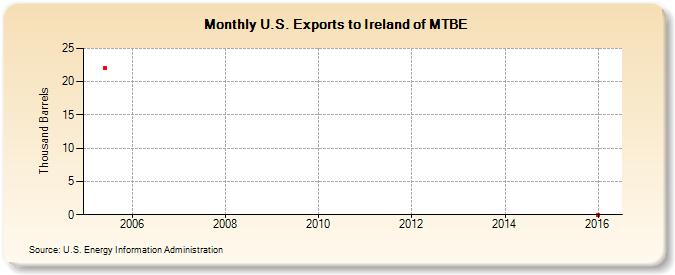 Monthly U.S. Exports to Ireland of MTBE
Thousand Barrels
25
20
15
10
5
0
2006 2008 2010 2012 2014 2016
Source: U.S. Energy Information Administration